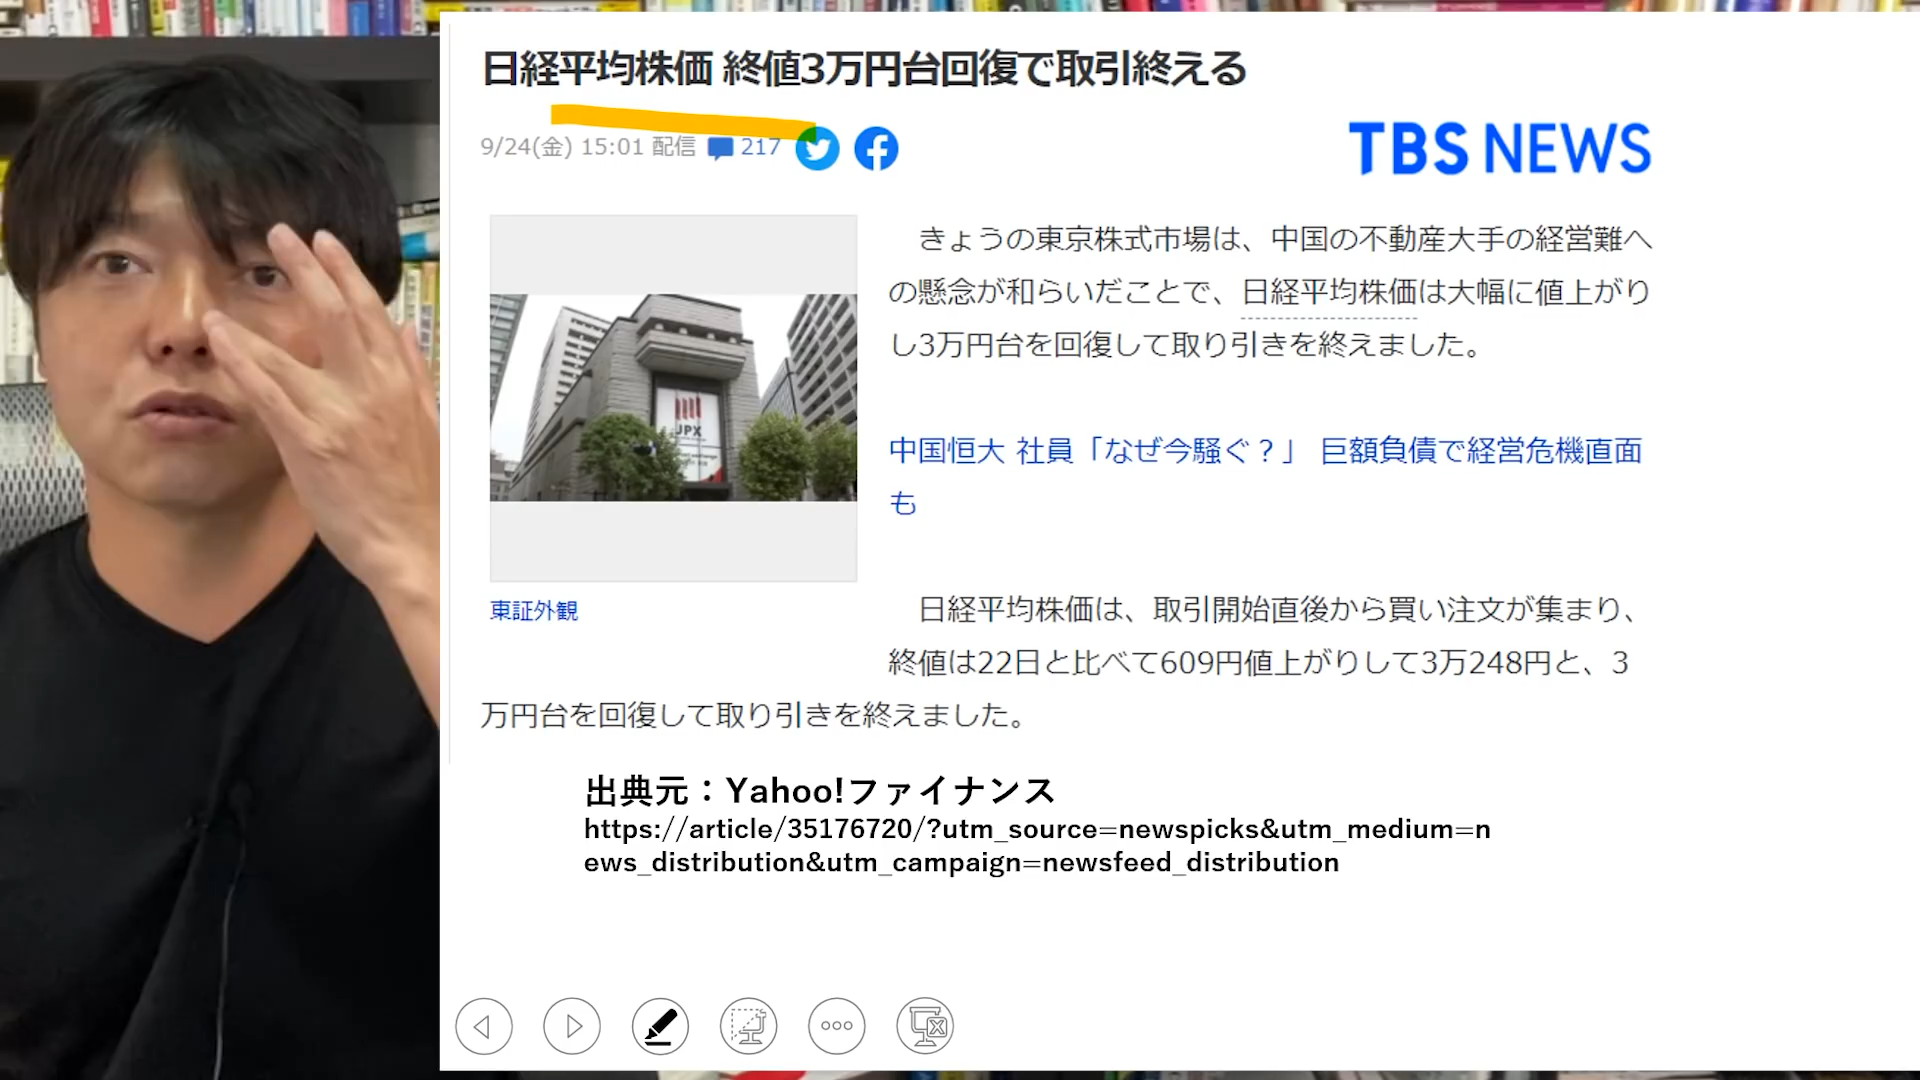 日経平均株価 終値3万円台回復で取引終える
9/24(金) 15:01 配信 217
TBS NEWS
きょうの東京株式市場は、中国の不動産大手の経営難へ
の懸念が和らいだことで、日経平均株価は大幅に値上がり
し3万円台を回復して取り引きを終えました。
中国恒大 社員「なぜ今騒ぐ？」 巨額負債で経営危機直面
も
JPX
東証外観
日経平均株価は、取引開始直後から買い注文が集まり、
終値は22日と比べて609円値上がりして3万248円と、3
万円台を回復して取り引きを終えました。
出典元：Yahoo!ファイナンス
https://article/35176720/?utm_source=newspicks&utm_medium=n
ews_distribution&utm_campaign=newsfeed_distribution